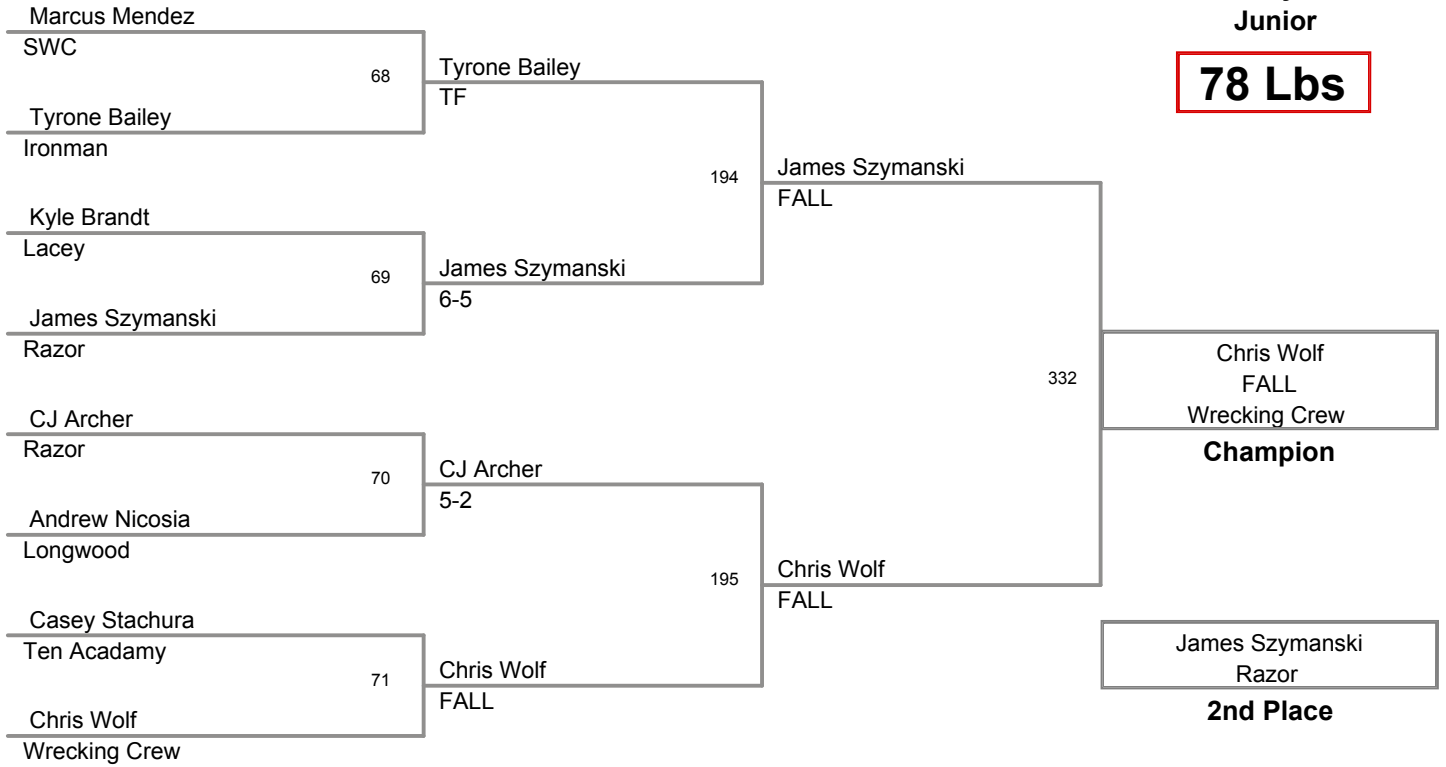 Marcus Mendez
SWC
68
Tyrone Bailey
TF
Tyrone Bailey
Ironman
194
James Szymanski
FALL
Kyle Brandt
Lacey
69
James Szymanski
6-5
James Szymanski
Razor
332
CJ Archer
Razor
70
CJ Archer
5-2
Andrew Nicosia
Longwood
195
Chris Wolf
FALL
Casey Stachura
Ten Acadamy
71
Chris Wolf
FALL
Chris Wolf
Wrecking Crew
Junior
78 Lbs
Chris Wolf
FALL
Wrecking Crew
Champion
James Szymanski
Razor
2nd Place